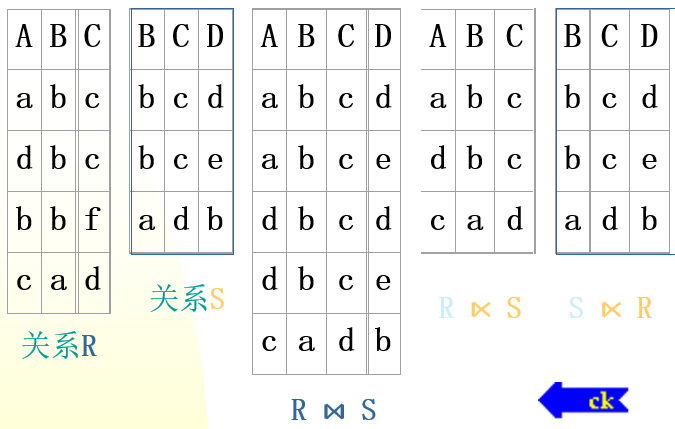 A B C
a b c
d b c
b b f
c a d
关系R
B C D
b c d
b c e
a d b
关系S
A B C D
a b c d
a b c e
d b c d
d b c e
c a d b
R ⋈ S
A B C
a b c
d b c
c a d
R ⋉ S
B C D
b c d
b c e
a d b
S ⋉ R
ck